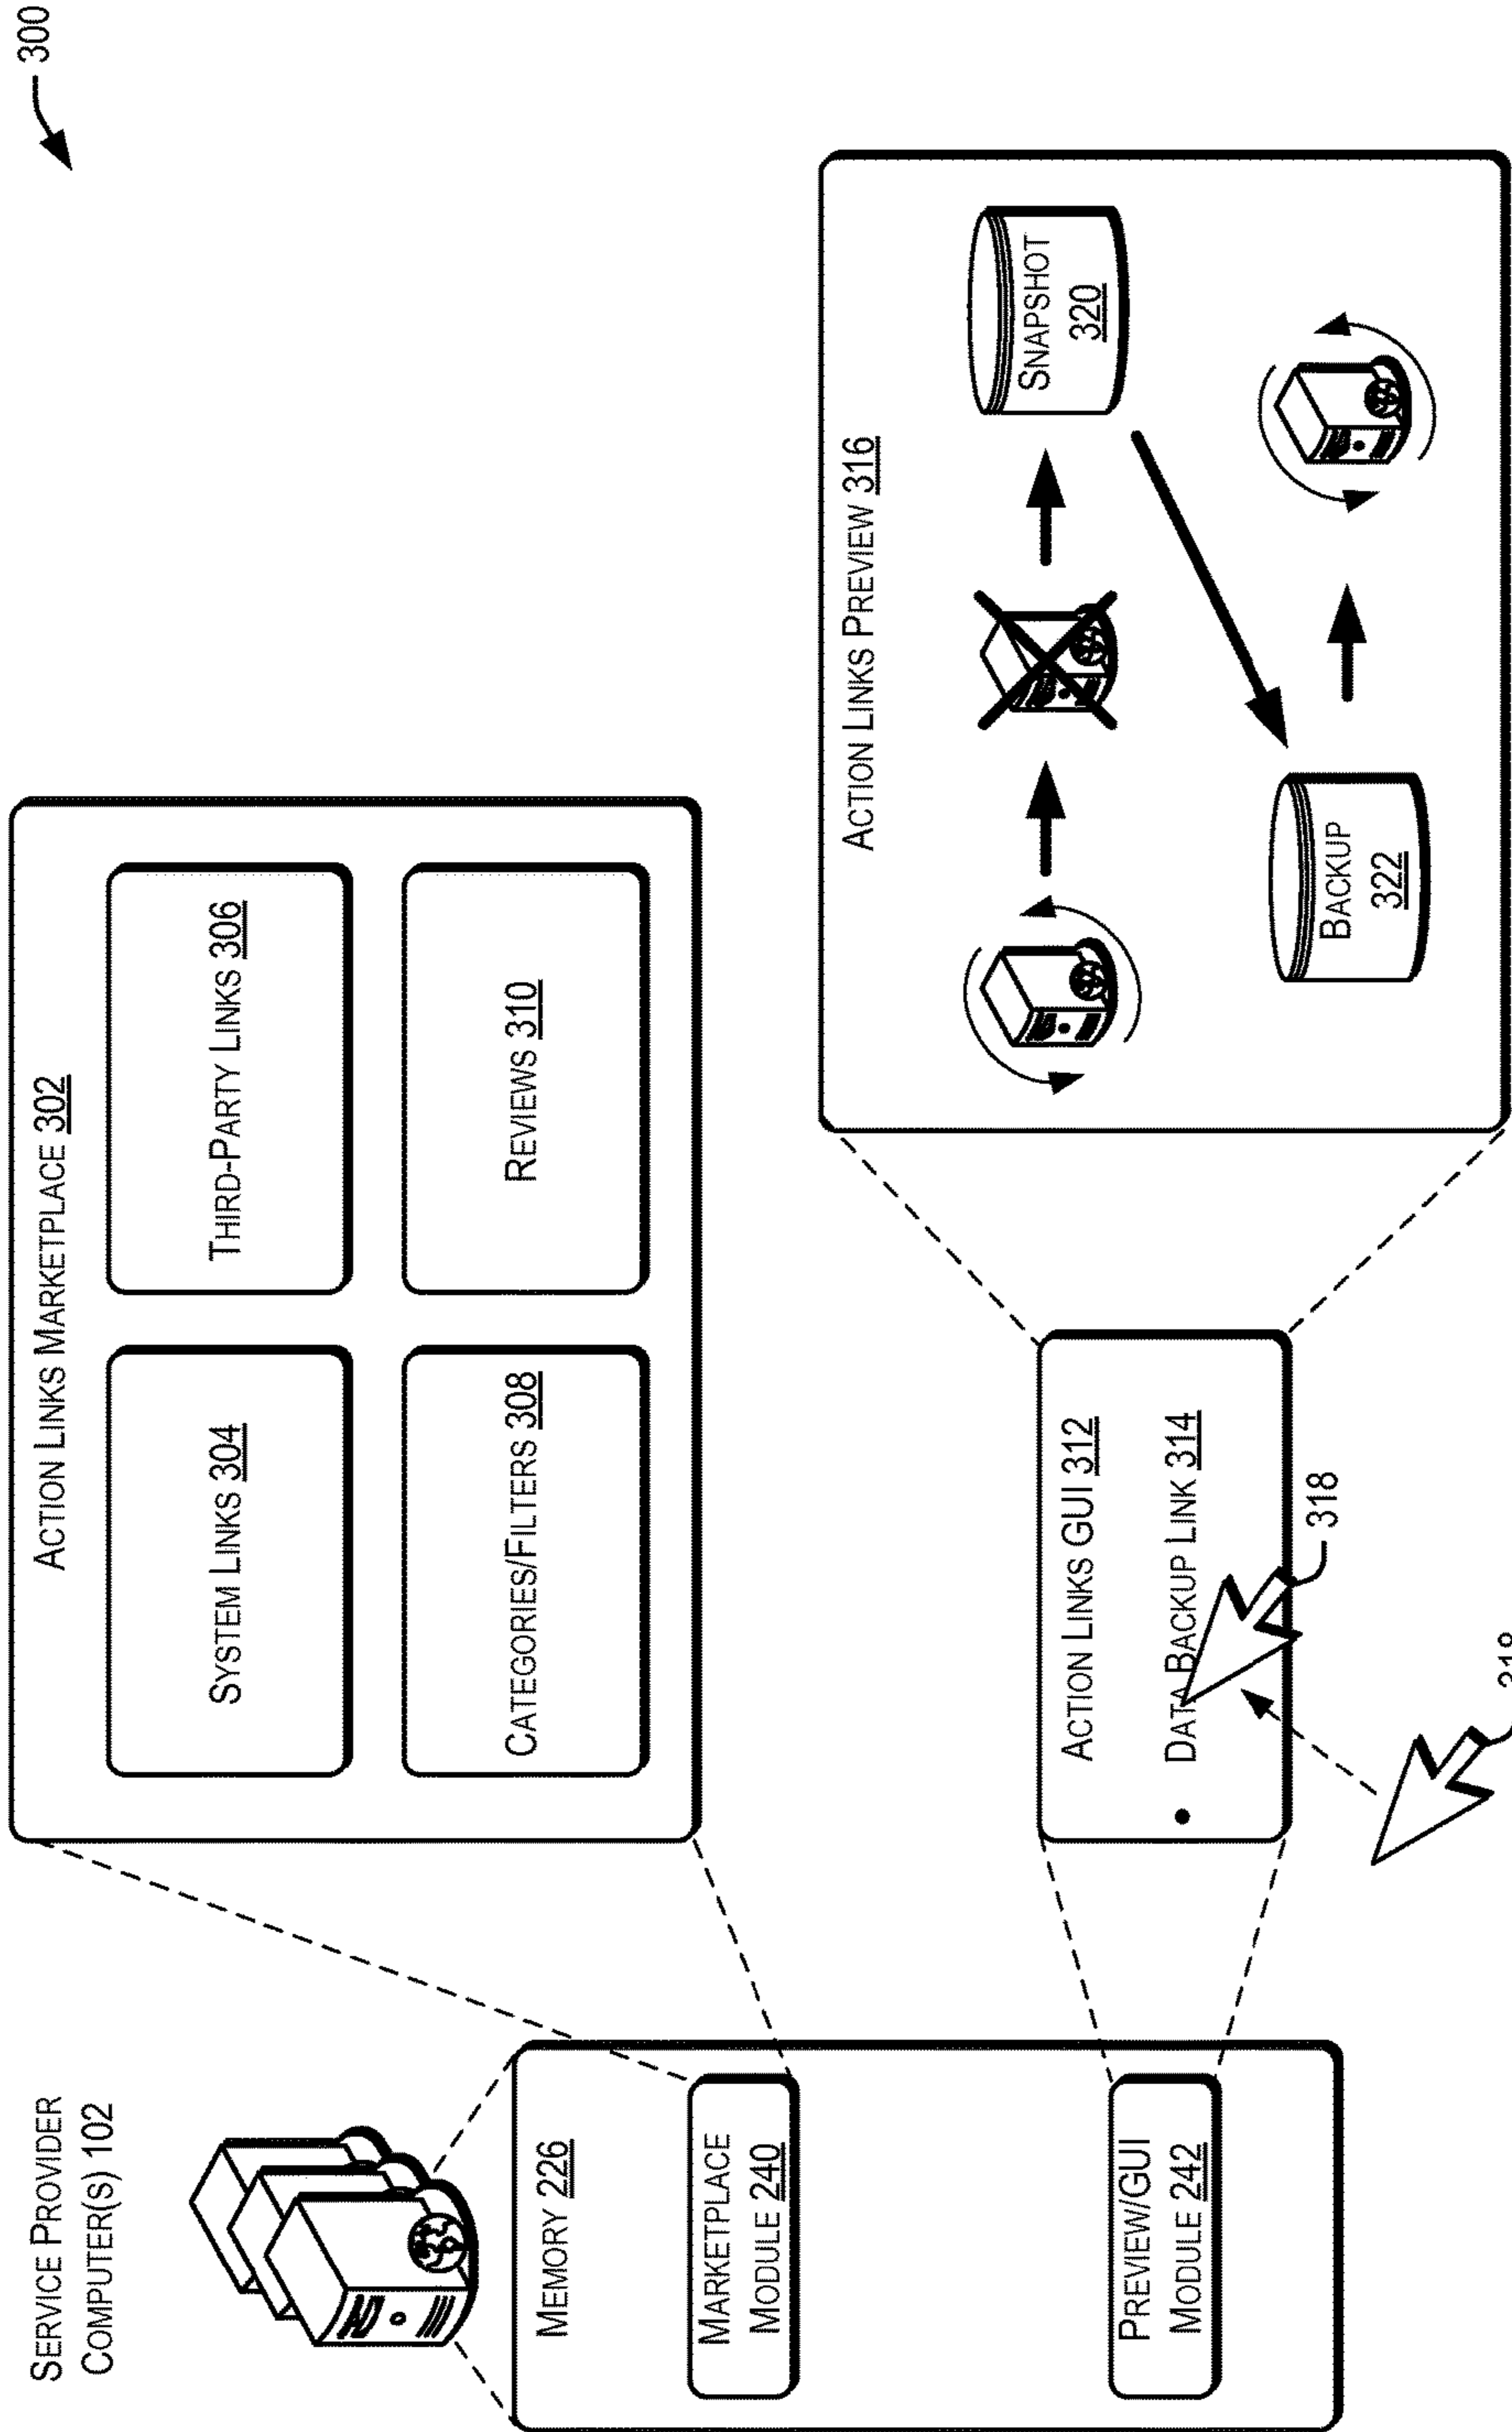 300
SERVICE PROVIDER
COMPUTER(S) 102
MEMORY 226
MARKETPLACE
MODULE 240
PREVIEW/GUI
MODULE 242
ACTION LINKS MARKETPLACE 302
SYSTEM LINKS 304
THIRD-PARTY LINKS 306
CATEGORIES/FILTERS 308
REVIEWS 310
ACTION LINKS GUI 312
• DATA BACKUP LINK 314
318
318
ACTION LINKS PREVIEW 316
SNAPSHOT
320
BACKUP
322